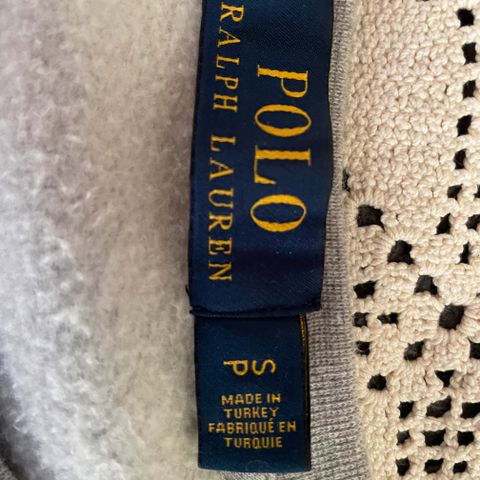 POLO
RALPH LAUREN
S
P
MADE IN
TURKEY
FABRIQUÉ EN
TURQUIE